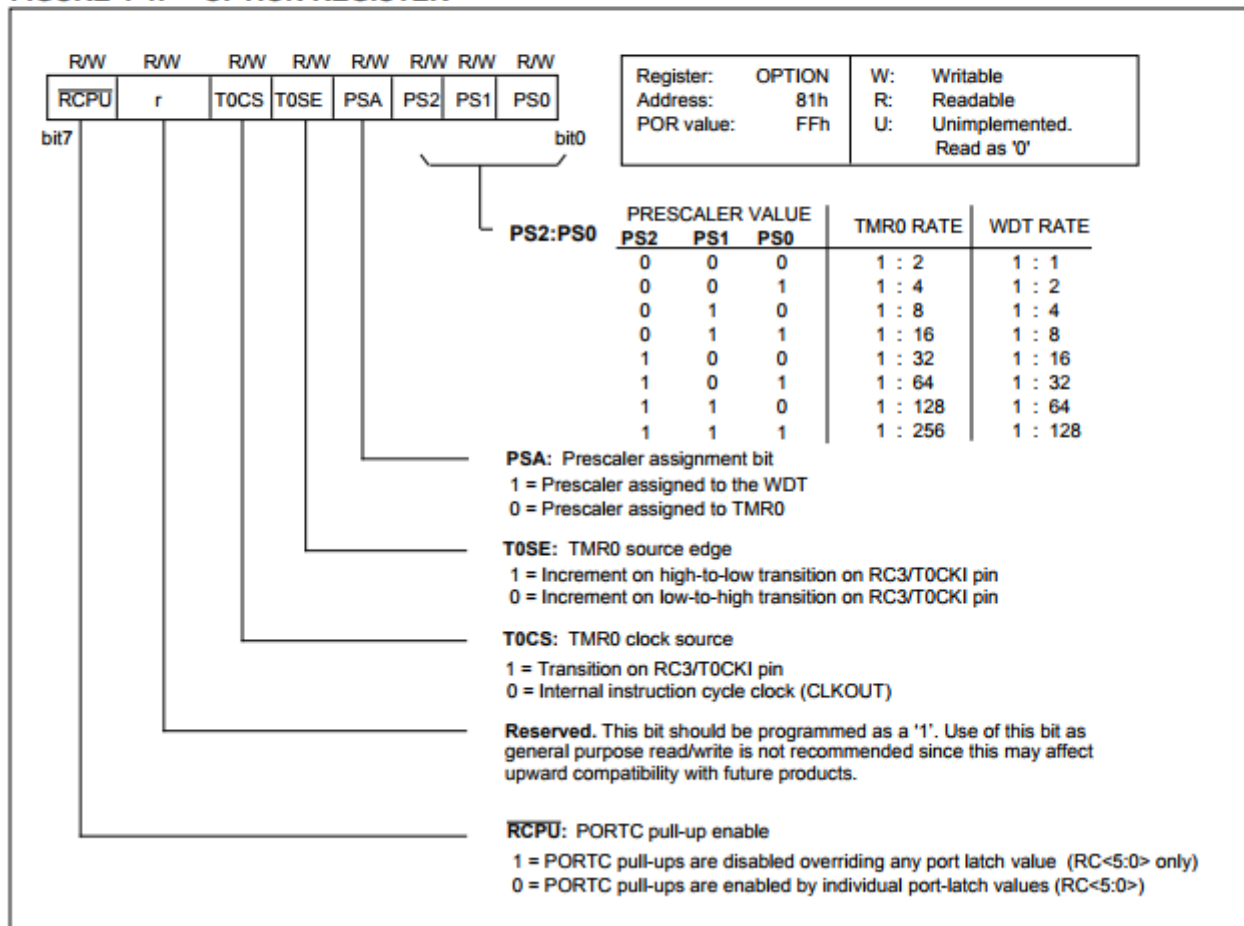 R/W R/W R/W R/W R/W R/W R/W R/W
RCPU r T0CS T0SE PSA PS2 PS1 PS0
bit7 bit0
Register: OPTION W: Writable
Address: 81h R: Readable
POR value: FFh U: Unimplemented.
Read as '0'
PS2:PS0
PRESCALER VALUE TMR0 RATE WDT RATE
PS2 PS1 PS0
0 0 0 1 : 2 1 : 1
0 0 1 1 : 4 1 : 2
0 1 0 1 : 8 1 : 4
0 1 1 1 : 16 1 : 8
1 0 0 1 : 32 1 : 16
1 0 1 1 : 64 1 : 32
1 1 0 1 : 128 1 : 64
1 1 1 1 : 256 1 : 128
PSA: Prescaler assignment bit
1 = Prescaler assigned to the WDT
0 = Prescaler assigned to TMR0
T0SE: TMR0 source edge
1 = Increment on high-to-low transition on RC3/T0CKI pin
0 = Increment on low-to-high transition on RC3/T0CKI pin
T0CS: TMR0 clock source
1 = Transition on RC3/T0CKI pin
0 = Internal instruction cycle clock (CLKOUT)
Reserved. This bit should be programmed as a '1'. Use of this bit as
general purpose read/write is not recommended since this may affect
upward compatibility with future products.
RCPU: PORTC pull-up enable
1 = PORTC pull-ups are disabled overriding any port latch value (RC<5:0> only)
0 = PORTC pull-ups are enabled by individual port-latch values (RC<5:0>)